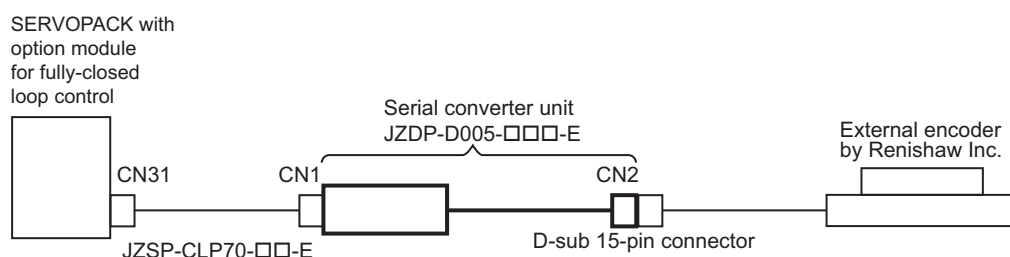 SERVOPACK with
option module
for fully-closed
loop control
Serial converter unit
JZDP-D005-□□□-E
External encoder
by Renishaw Inc.
CN31
CN1
CN2
D-sub 15-pin connector
JZSP-CLP70-□□-E